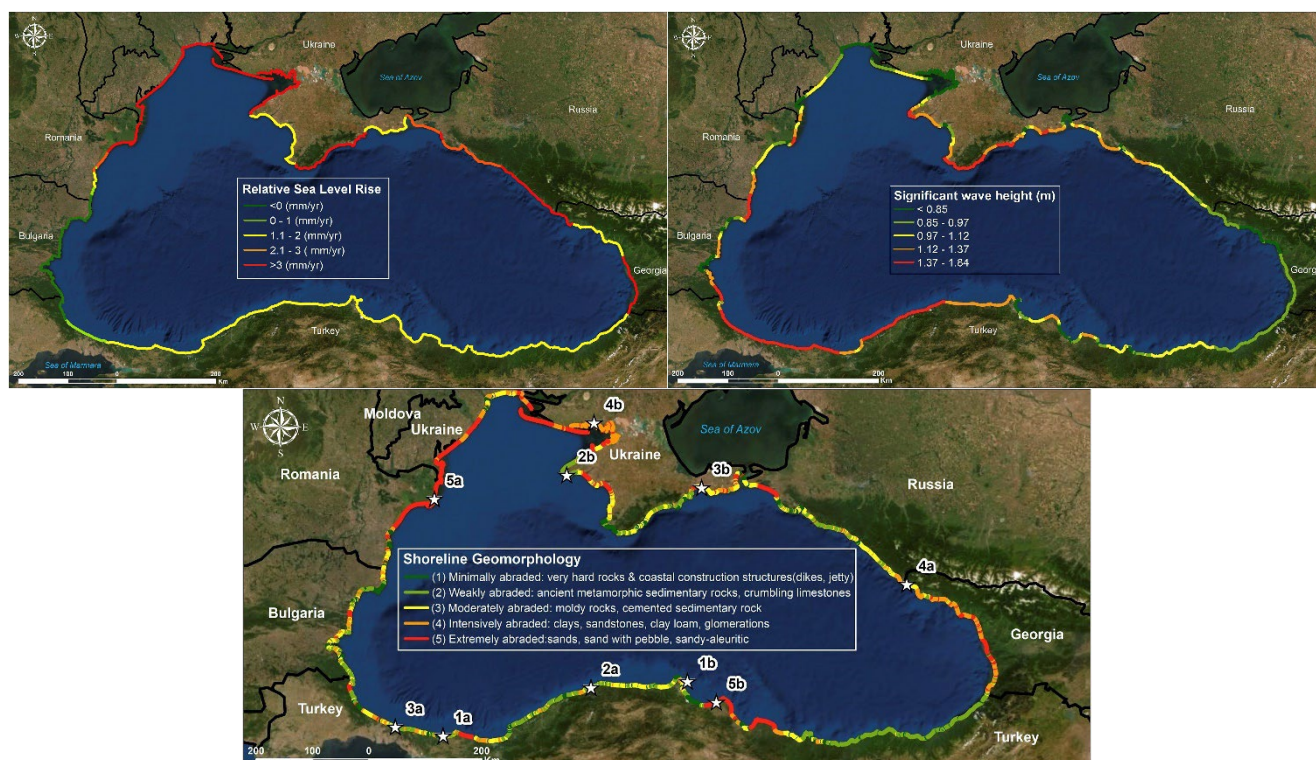 N
W E
S
Ukraine
Sea of Azov
Russia
Romania
Relative Sea Level Rise
<0 (mm/yr)
0 - 1 (mm/yr)
1.1 - 2 (mm/yr)
2.1 - 3 ( mm/yr)
>3 (mm/yr)
Bulgaria
Georgia
Turkey
Sea of Marmara
200 100 0 200
Km
N
Ukraine
Sea of Azov
Russia
Romania
Significant wave height (m)
< 0.85
0.85 - 0.97
0.97 - 1.12
1.12 - 1.37
1.37 - 1.64
Bulgaria
Georgia
Turkey
Sea of Marmara
200 100 0 200
Km
N
W E
S
Moldova
Ukraine
4b
Sea of Azov
Romania
2b
Ukraine
3b
5a
Russia
Shoreline Geomorphology
(1) Minimally abraded: very hard rocks & coastal construction structures(dikes, jetty)
(2) Weakly abraded: ancient metamorphic sedimentary rocks, crumbling limestones
(3) Moderately abraded: moldy rocks, cemented sedimentary rock
(4) Intensively abraded: clays, sandstones, clay loam, glomerations
(5) Extremely abraded:sands, sand with pebble, sandy-aleuritic
4a
Bulgaria
Georgia
2a
1b
5b
Turkey
3a
1a
Turkey
200 100 0 200
Km